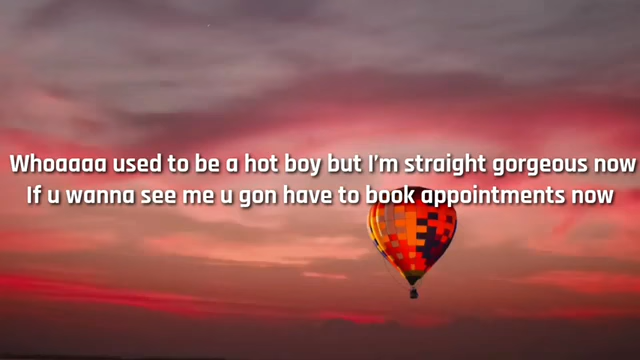 Whoaaaa used to be a hot boy but I’m straight gorgeous now
If u wanna see me u gon have to book appointments now